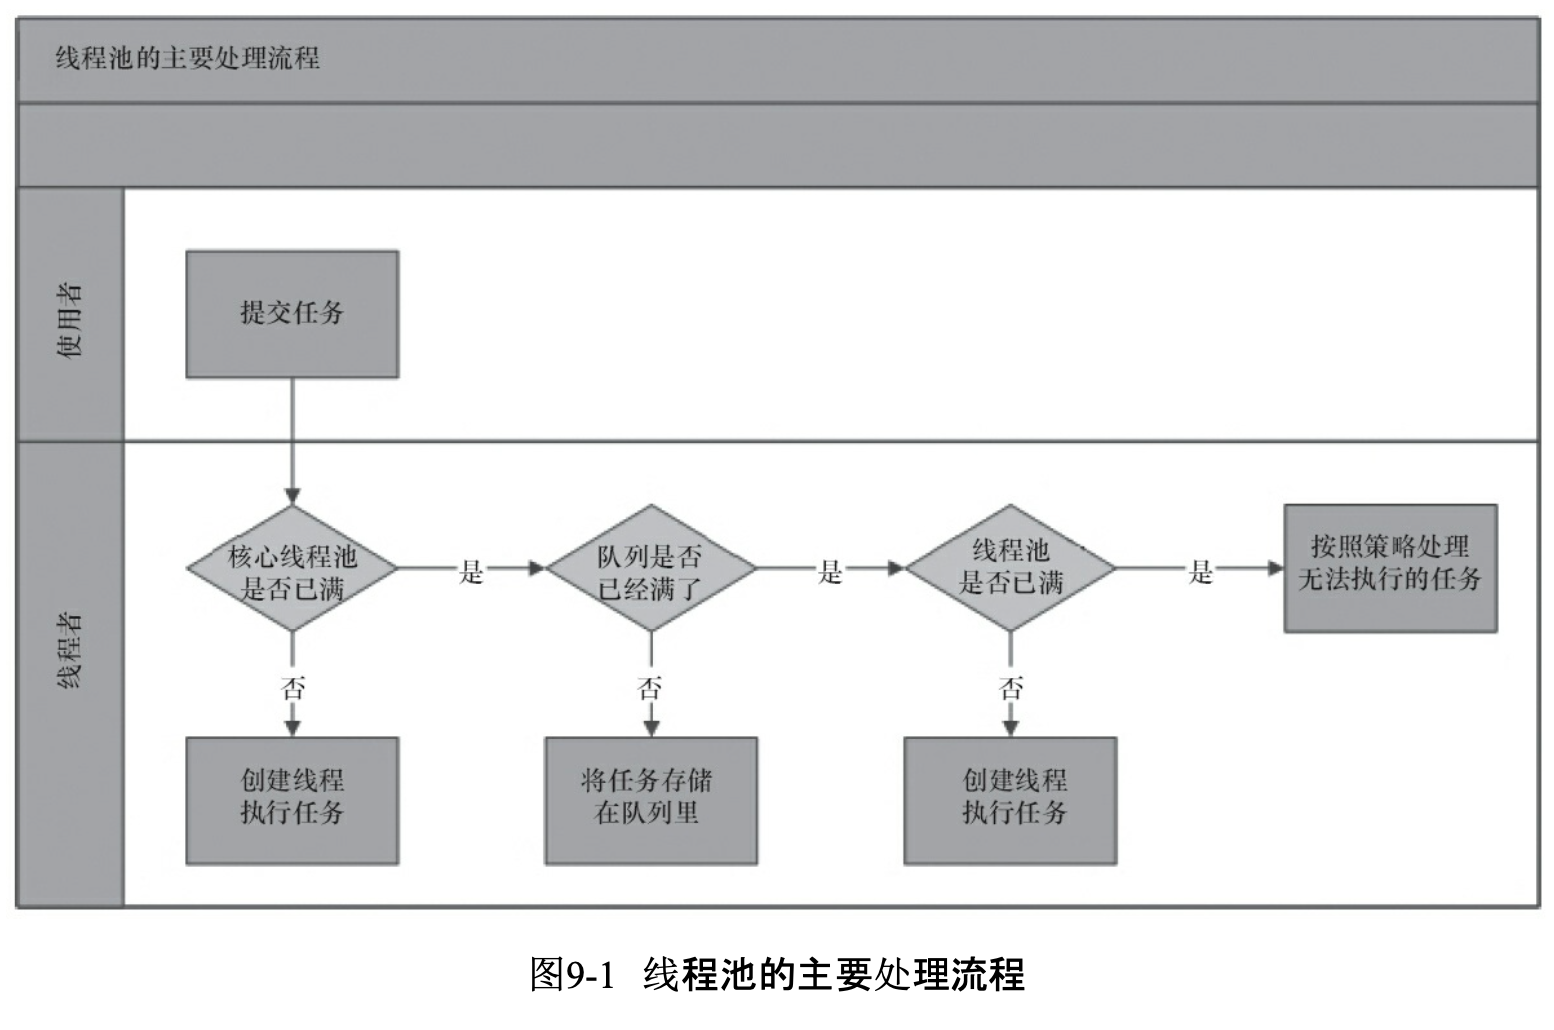 线程池的主要处理流程
使用者
提交任务
线程者
核心线程池
是否已满
是
队列是否
已经满了
是
线程池
是否已满
是
按照策略处理
无法执行的任务
否
否
否
创建线程
执行任务
将任务存储
在队列里
创建线程
执行任务
图9-1 线程池的主要处理流程